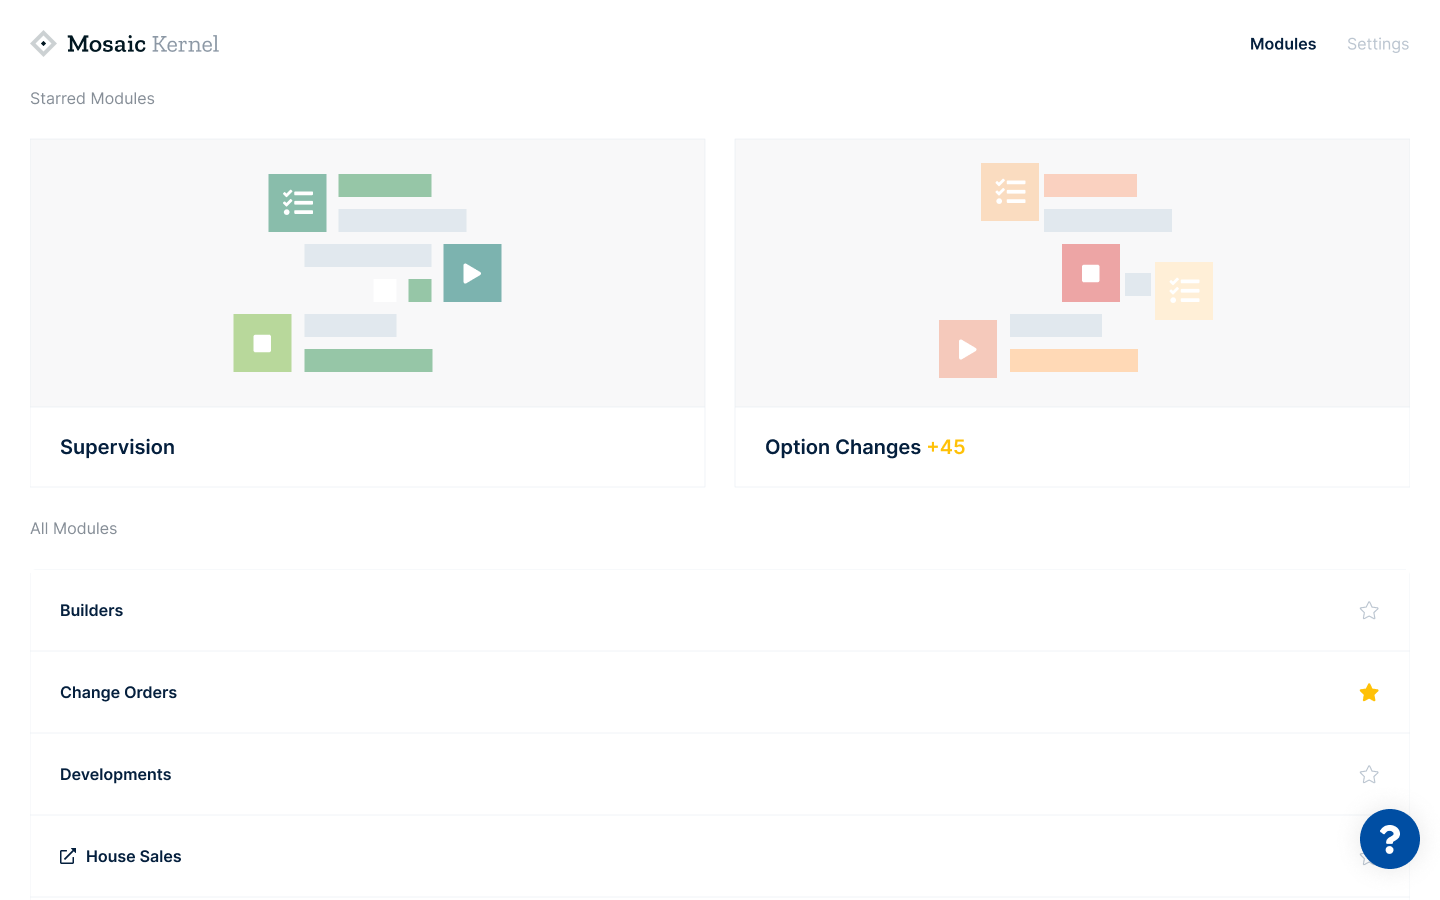 Mosaic Kernel
Modules
Settings
Starred Modules
Supervision
Option Changes +45
All Modules
Builders
Change Orders
Developments
House Sales
?